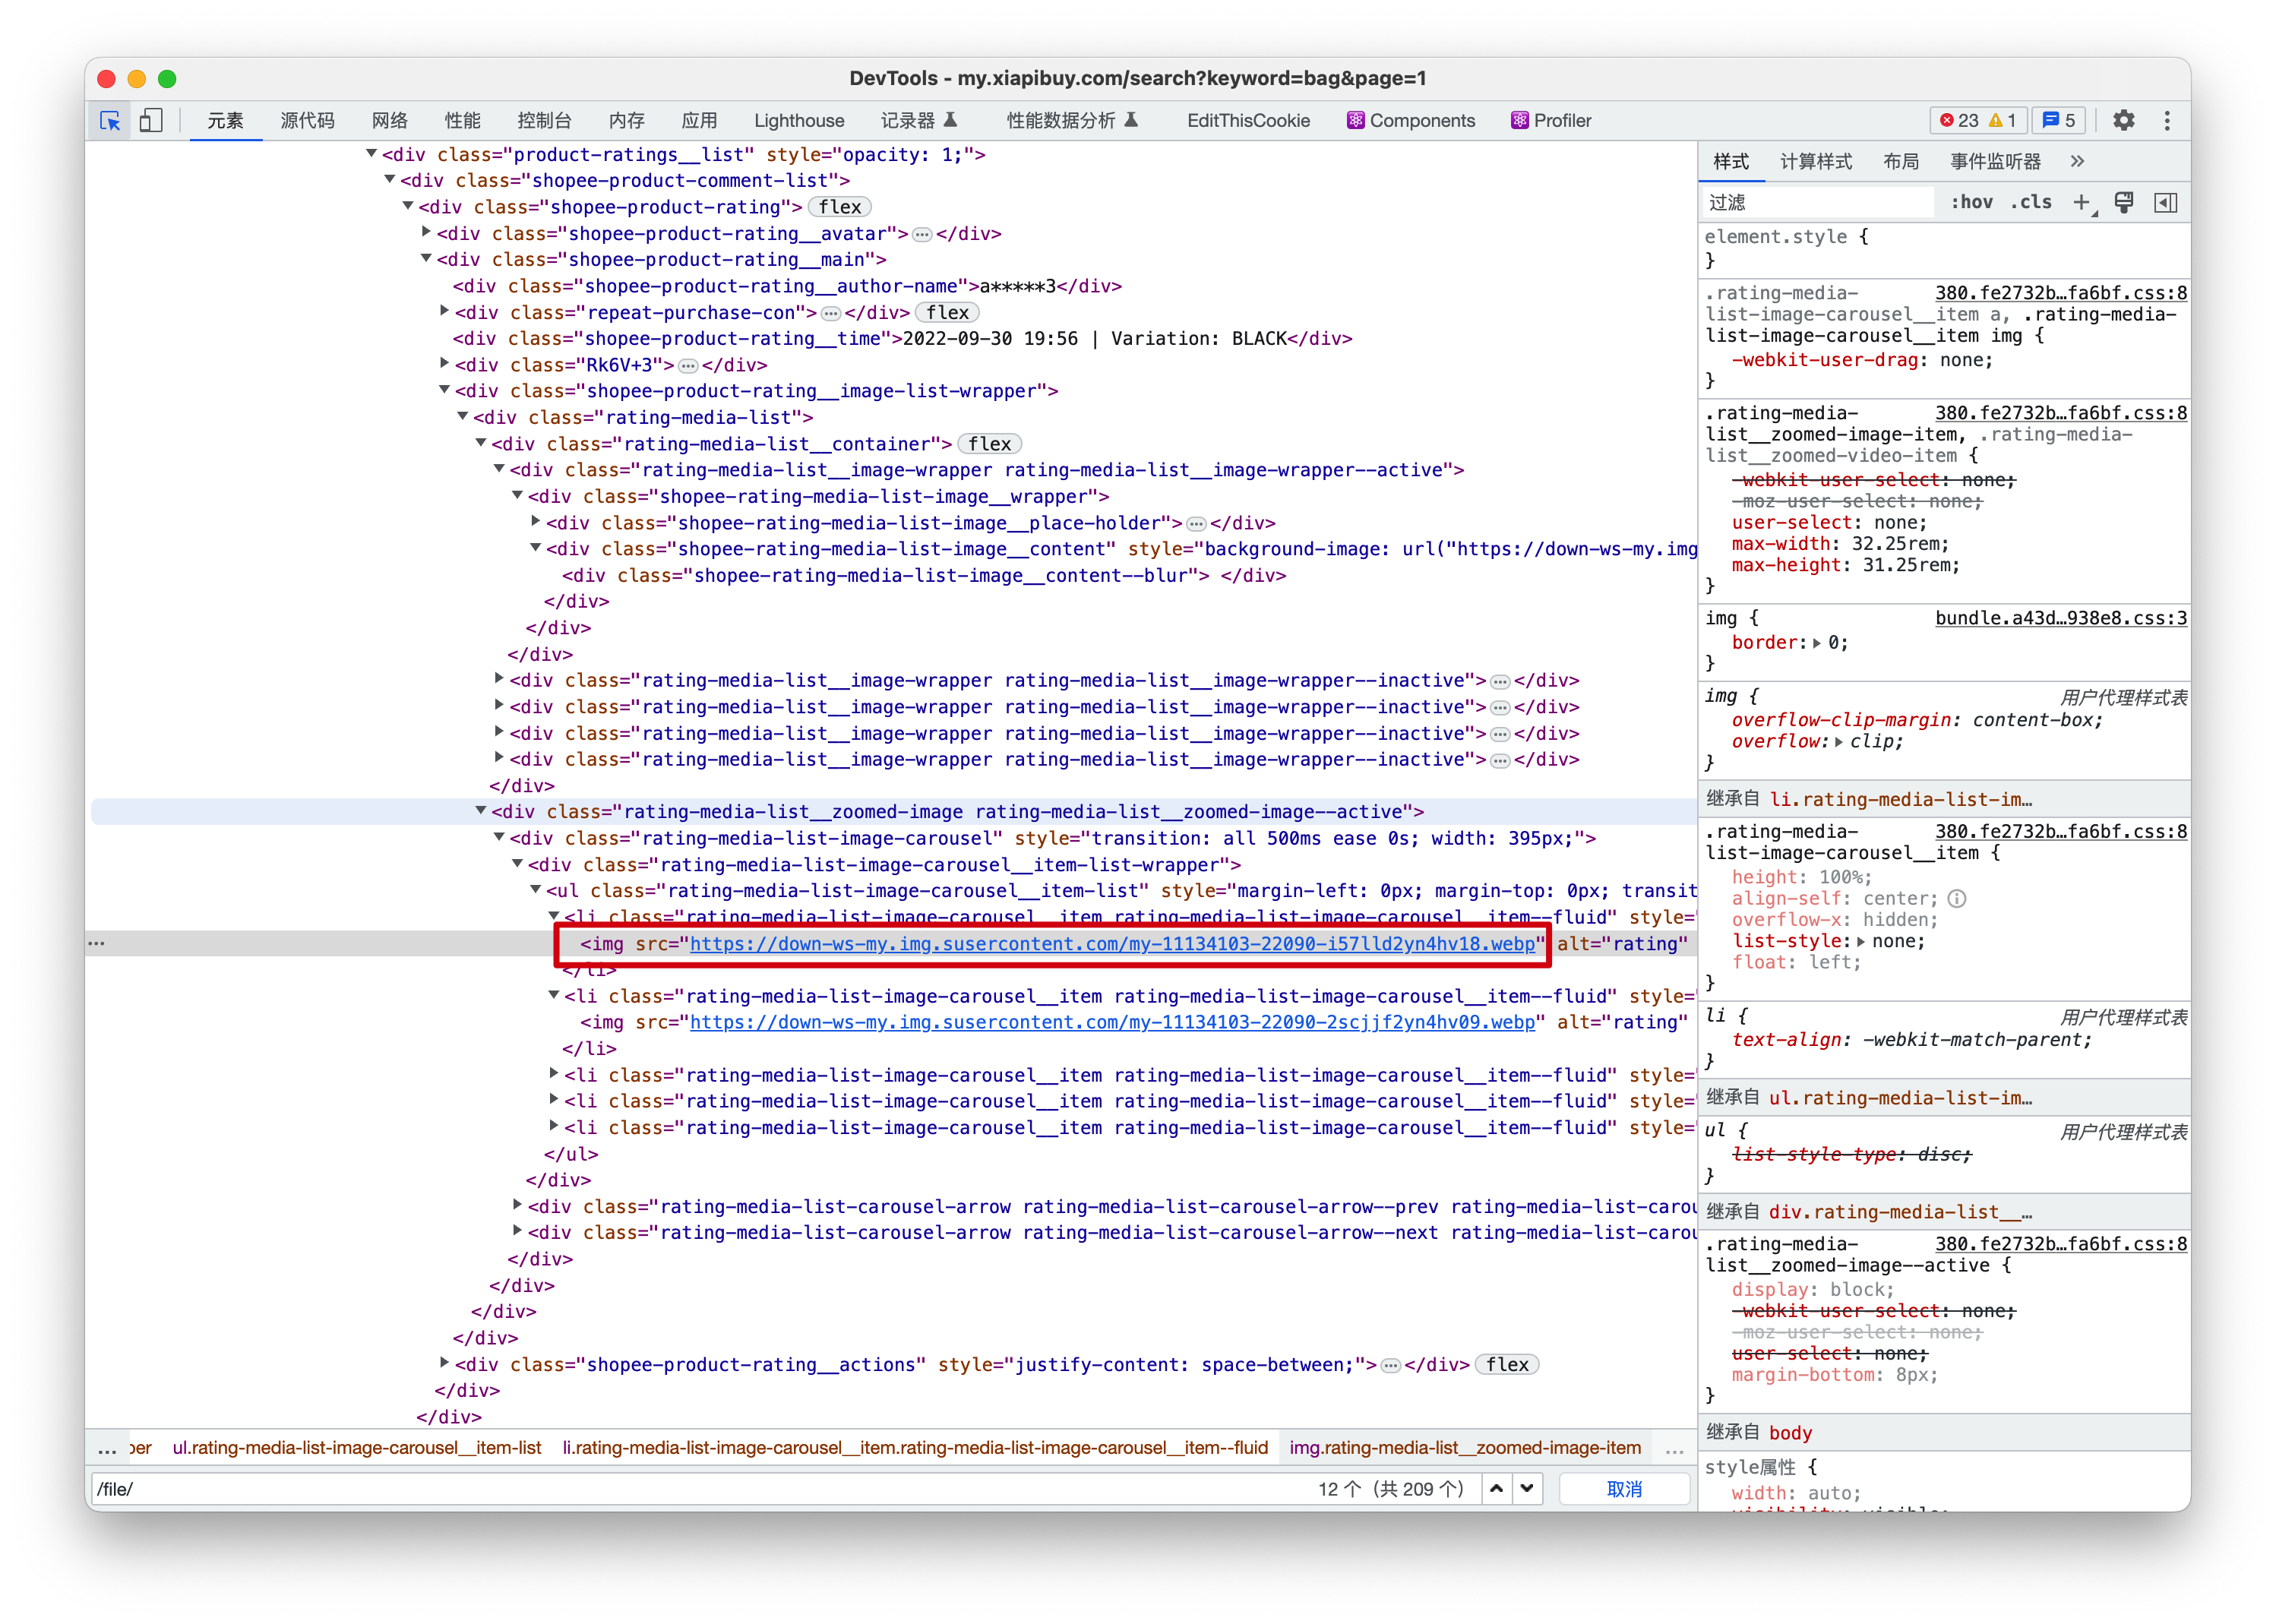 DevTools - my.xiapibuy.com/search?keyword=bag&page=1
元素 源代码 网络 性能 控制台 内存 应用 Lighthouse 记录器 性能数据分析 EditThisCookie Components Profiler 23 1 5
<div class="product-ratings__list" style="opacity: 1;">
<div class="shopee-product-comment-list">
<div class="shopee-product-rating"> flex
<div class="shopee-product-rating__avatar"> ⋯ </div>
<div class="shopee-product-rating__main">
<div class="shopee-product-rating__author-name">a*****3</div>
<div class="repeat-purchase-con"> ⋯ </div> flex
<div class="shopee-product-rating__time">2022-09-30 19:56 | Variation: BLACK</div>
<div class="Rk6V+3"> ⋯ </div>
<div class="shopee-product-rating__image-list-wrapper">
<div class="rating-media-list">
<div class="rating-media-list__container"> flex
<div class="rating-media-list__image-wrapper rating-media-list__image-wrapper--active">
<div class="shopee-rating-media-list-image__wrapper">
<div class="shopee-rating-media-list-image__place-holder"> ⋯ </div>
<div class="shopee-rating-media-list-image__content" style="background-image: url("https://down-ws-my.img
<div class="shopee-rating-media-list-image__content--blur"> </div>
</div>
</div>
</div>
<div class="rating-media-list__image-wrapper rating-media-list__image-wrapper--inactive"> ⋯ </div>
<div class="rating-media-list__image-wrapper rating-media-list__image-wrapper--inactive"> ⋯ </div>
<div class="rating-media-list__image-wrapper rating-media-list__image-wrapper--inactive"> ⋯ </div>
<div class="rating-media-list__image-wrapper rating-media-list__image-wrapper--inactive"> ⋯ </div>
</div>
<div class="rating-media-list__zoomed-image rating-media-list__zoomed-image--active">
<div class="rating-media-list-image-carousel" style="transition: all 500ms ease 0s; width: 395px;">
<div class="rating-media-list-image-carousel__item-list-wrapper">
<ul class="rating-media-list-image-carousel__item-list" style="margin-left: 0px; margin-top: 0px; transit
<li class="rating-media-list-image-carousel__item rating-media-list-image-carousel__item--fluid" style="
<img src="https://down-ws-my.img.susercontent.com/my-11134103-22090-i57lld2yn4hv18.webp" alt="rating"
</li>
<li class="rating-media-list-image-carousel__item rating-media-list-image-carousel__item--fluid" style="
<img src="https://down-ws-my.img.susercontent.com/my-11134103-22090-2scjjf2yn4hv09.webp" alt="rating"
</li>
<li class="rating-media-list-image-carousel__item rating-media-list-image-carousel__item--fluid" style="
<li class="rating-media-list-image-carousel__item rating-media-list-image-carousel__item--fluid" style="
<li class="rating-media-list-image-carousel__item rating-media-list-image-carousel__item--fluid" style="
</ul>
</div>
<div class="rating-media-list-carousel-arrow rating-media-list-carousel-arrow--prev rating-media-list-carou
<div class="rating-media-list-carousel-arrow rating-media-list-carousel-arrow--next rating-media-list-carou
</div>
</div>
</div>
</div>
<div class="shopee-product-rating__actions" style="justify-content: space-between;"> ⋯ </div> flex
</div>
</div>
... per ul.rating-media-list-image-carousel__item-list li.rating-media-list-image-carousel__item.rating-media-list-image-carousel__item--fluid img.rating-media-list__zoomed-image-item ...
/file/ 12 个（共 209 个） 取消
样式 计算样式 布局 事件监听器 »
过滤 :hov .cls +
element.style {
}
.rating-media- 380.fe2732b…fa6bf.css:8
list-image-carousel__item a, .rating-media-
list-image-carousel__item img {
-webkit-user-drag: none;
}
.rating-media- 380.fe2732b…fa6bf.css:8
list__zoomed-image-item, .rating-media-
list__zoomed-video-item {
-webkit-user-select: none;
-moz-user-select: none;
user-select: none;
max-width: 32.25rem;
max-height: 31.25rem;
}
img { bundle.a43d…938e8.css:3
border: 0;
}
img { 用户代理样式表
overflow-clip-margin: content-box;
overflow: clip;
}
继承自 li.rating-media-list-im…
.rating-media- 380.fe2732b…fa6bf.css:8
list-image-carousel__item {
height: 100%;
align-self: center;
overflow-x: hidden;
list-style: none;
float: left;
}
li { 用户代理样式表
text-align: -webkit-match-parent;
}
继承自 ul.rating-media-list-im…
ul { 用户代理样式表
list-style-type: disc;
}
继承自 div.rating-media-list__…
.rating-media- 380.fe2732b…fa6bf.css:8
list__zoomed-image--active {
display: block;
-webkit-user-select: none;
-moz-user-select: none;
user-select: none;
margin-bottom: 8px;
}
继承自 body
style属性 {
width: auto;